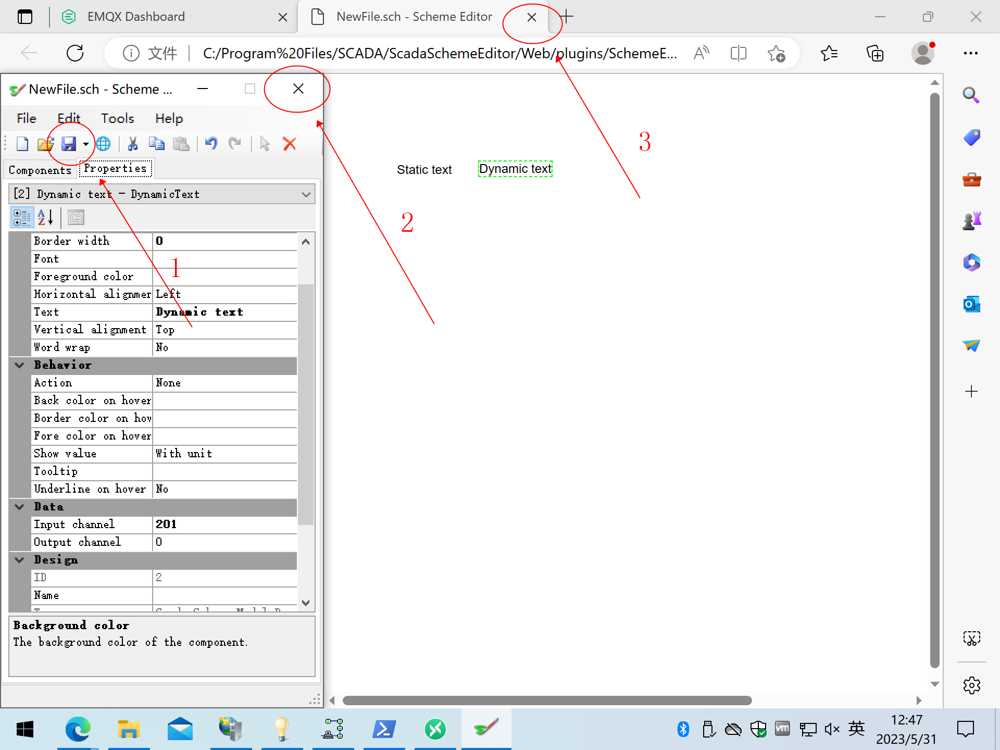 EMQX Dashboard
NewFile.sch - Scheme Editor
文件
C:/Program%20Files/SCADA/ScadaSchemeEditor/Web/plugins/SchemeE...
NewFile.sch - Scheme ...
File Edit Tools Help
Components Properties
[2] Dynamic text - DynamicText
Border width 0
Font
Foreground color
Horizontal alignmer Left
Text Dynamic text
Vertical alignment Top
Word wrap No
Behavior
Action None
Back color on hover
Border color on hov
Fore color on hover
Show value With unit
Tooltip
Underline on hover No
Data
Input channel 201
Output channel 0
Design
ID 2
Name
Background color
The background color of the component.
Static text
Dynamic text
1
2
3
英
12:47
2023/5/31